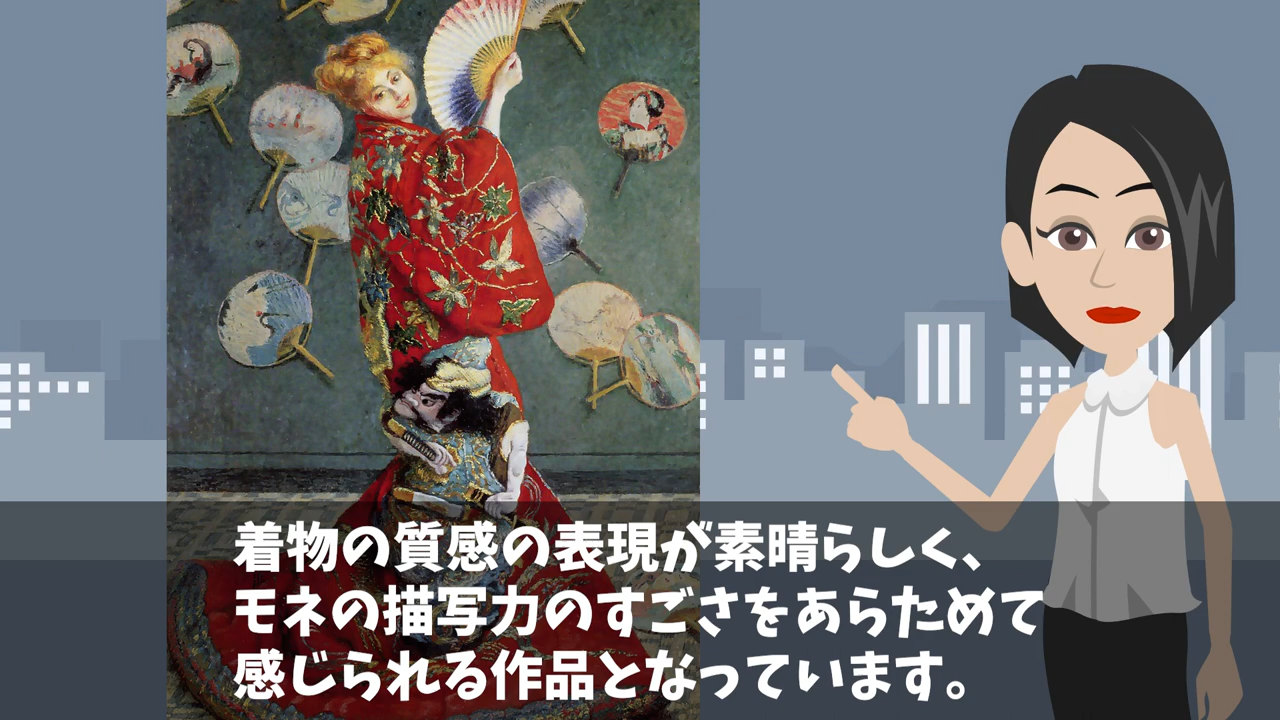 着物の質感の表現が素晴らしく、
モネの描写力のすごさをあらためて
感じられる作品となっています。